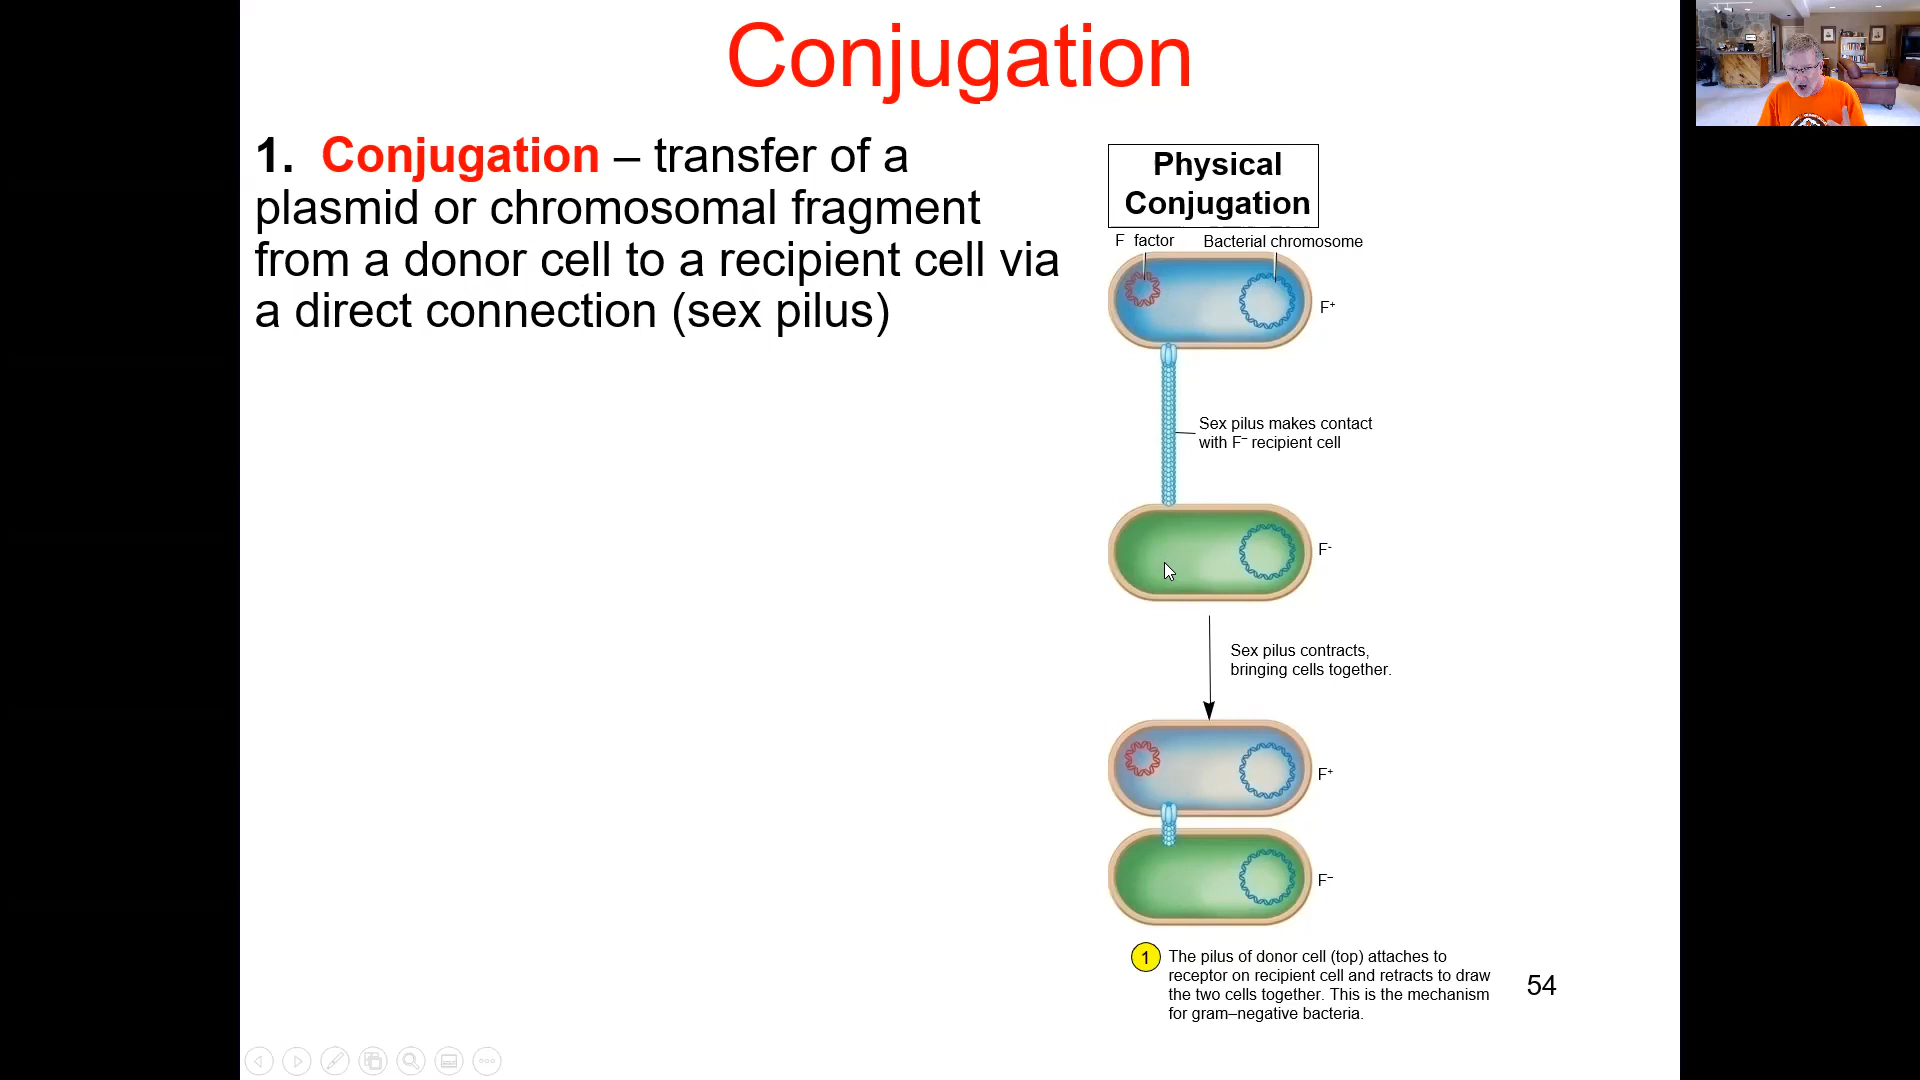 Conjugation
1. Conjugation – transfer of a
plasmid or chromosomal fragment
from a donor cell to a recipient cell via
a direct connection (sex pilus)
Physical
Conjugation
F factor
Bacterial chromosome
F+
Sex pilus makes contact
with F– recipient cell
F-
Sex pilus contracts,
bringing cells together.
F+
F–
1 The pilus of donor cell (top) attaches to
receptor on recipient cell and retracts to draw
the two cells together. This is the mechanism
for gram–negative bacteria.
54